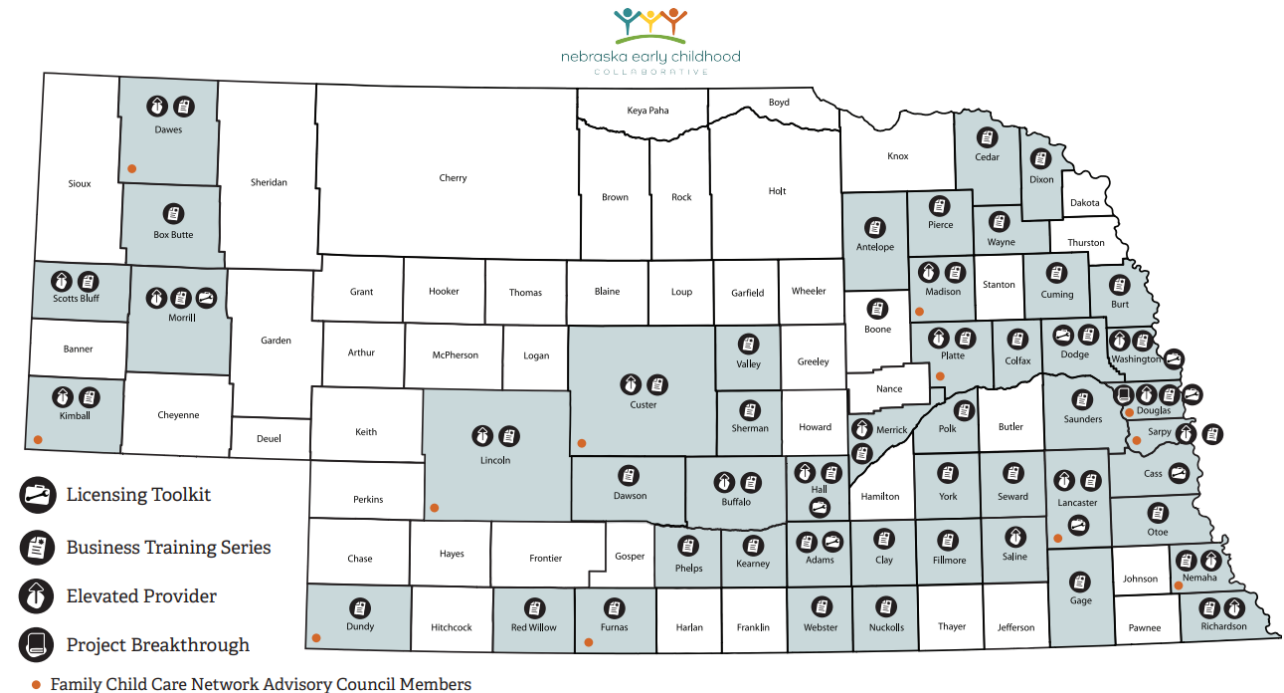 nebraska early childhood
COLLABORATIVE
Keya Paha
Boyd
Dawes
Sioux
Sheridan
Cherry
Brown
Rock
Holt
Knox
Cedar
Dixon
Dakota
Box Butte
Antelope
Pierce
Wayne
Thurston
Scotts Bluff
Morrill
Grant
Hooker
Thomas
Blaine
Loup
Garfield
Wheeler
Madison
Stanton
Cuming
Burt
Banner
Garden
Arthur
McPherson
Logan
Custer
Valley
Greeley
Boone
Platte
Colfax
Dodge
Washington
Kimball
Cheyenne
Deuel
Keith
Lincoln
Sherman
Howard
Nance
Merrick
Polk
Butler
Saunders
Douglas
Sarpy
Perkins
Dawson
Buffalo
Hall
Hamilton
York
Seward
Lancaster
Cass
Otoe
Chase
Hayes
Frontier
Gosper
Phelps
Kearney
Adams
Clay
Fillmore
Saline
Gage
Johnson
Nemaha
Dundy
Hitchcock
Red Willow
Furnas
Harlan
Franklin
Webster
Nuckolls
Thayer
Jefferson
Pawnee
Richardson
Licensing Toolkit
Business Training Series
Elevated Provider
Project Breakthrough
Family Child Care Network Advisory Council Members